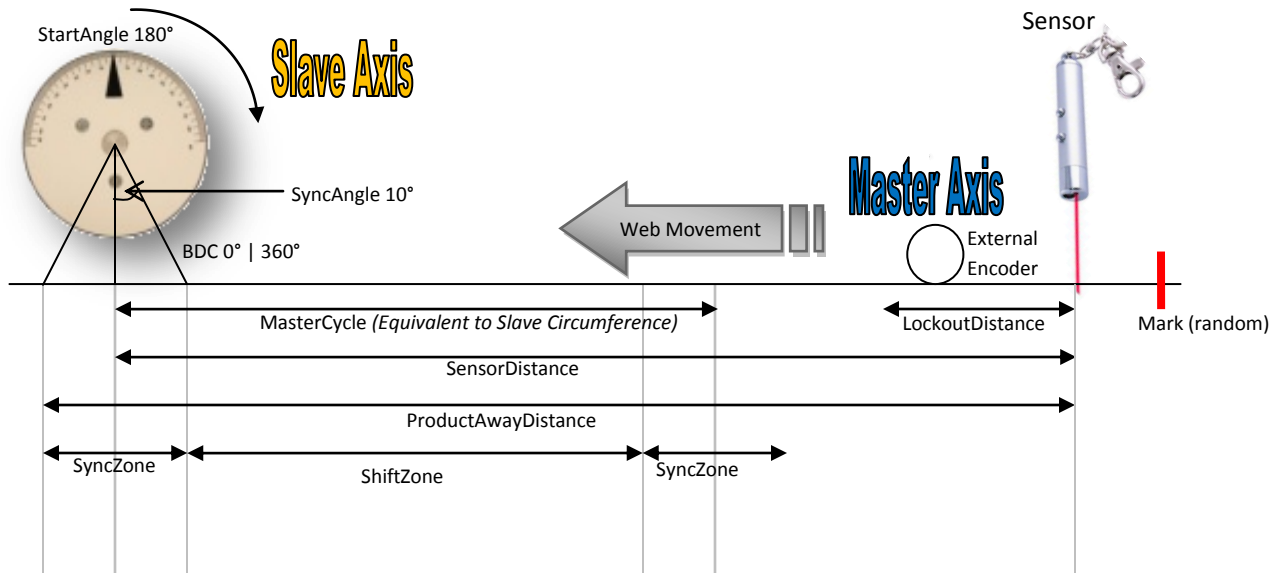 Sensor
StartAngle 180°
Slave Axis
SyncAngle 10°
Master Axis
Web Movement
BDC 0° | 360°
External
Encoder
MasterCycle (Equivalent to Slave Circumference)
LockoutDistance
Mark (random)
SensorDistance
ProductAwayDistance
SyncZone
ShiftZone
SyncZone